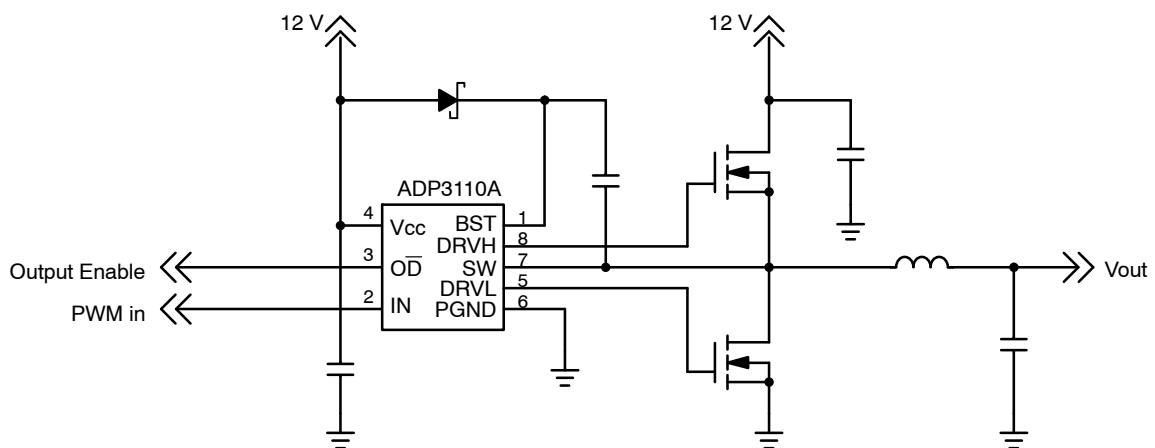 12 V
12 V
ADP3110A
4
Vcc
BST
1
DRVH
8
Output Enable
3
OD̅
SW
7
Vout
DRVL
5
PWM in
2
IN
PGND
6